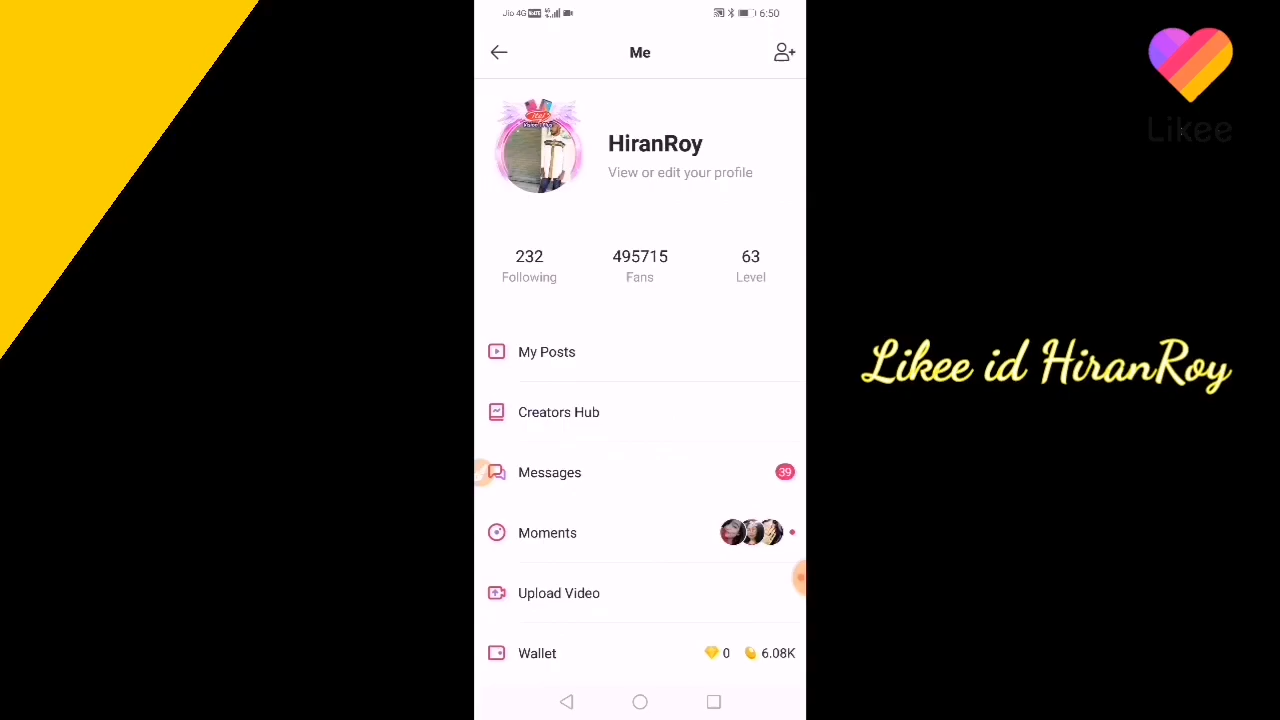 Jio 4G
6:50
Me
Likee
HiranRoy
View or edit your profile
232
495715
63
Following
Fans
Level
My Posts
Likee id HiranRoy
Creators Hub
Messages
39
Moments
Upload Video
Wallet
0
6.08K